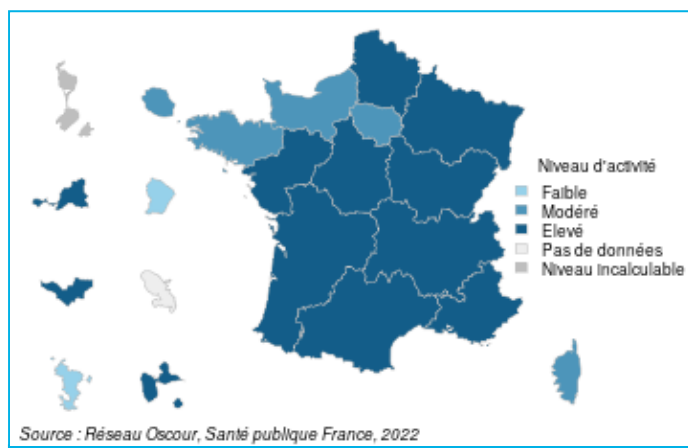 Niveau d'activité
Faible
Modéré
Elevé
Pas de données
Niveau incalculable
Source : Réseau Oscour, Santé publique France, 2022